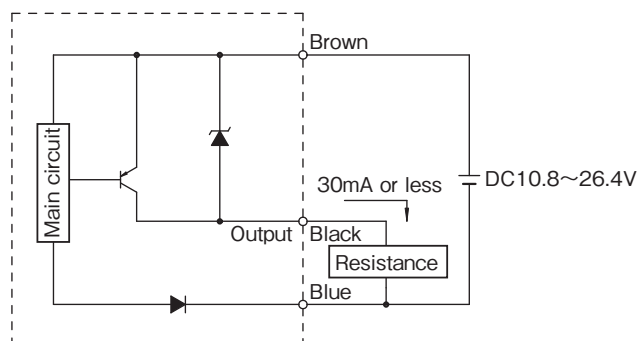 Brown
Main circuit
DC10.8～26.4V
30mA or less
Output
Black
Resistance
Blue